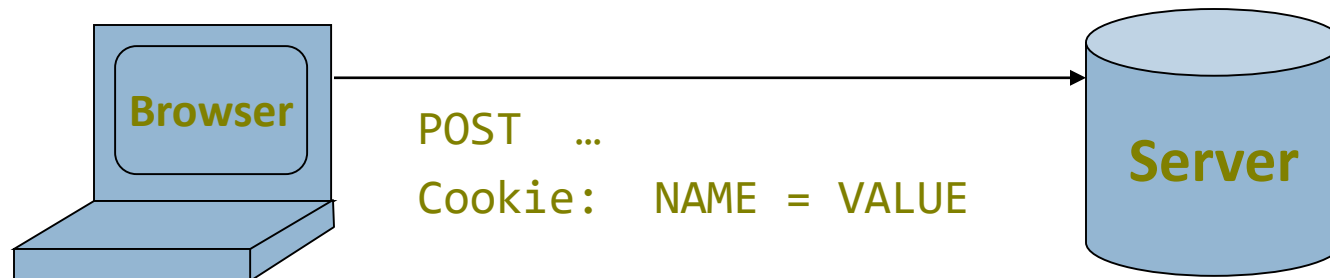 Browser
POST …
Cookie: NAME = VALUE
Server